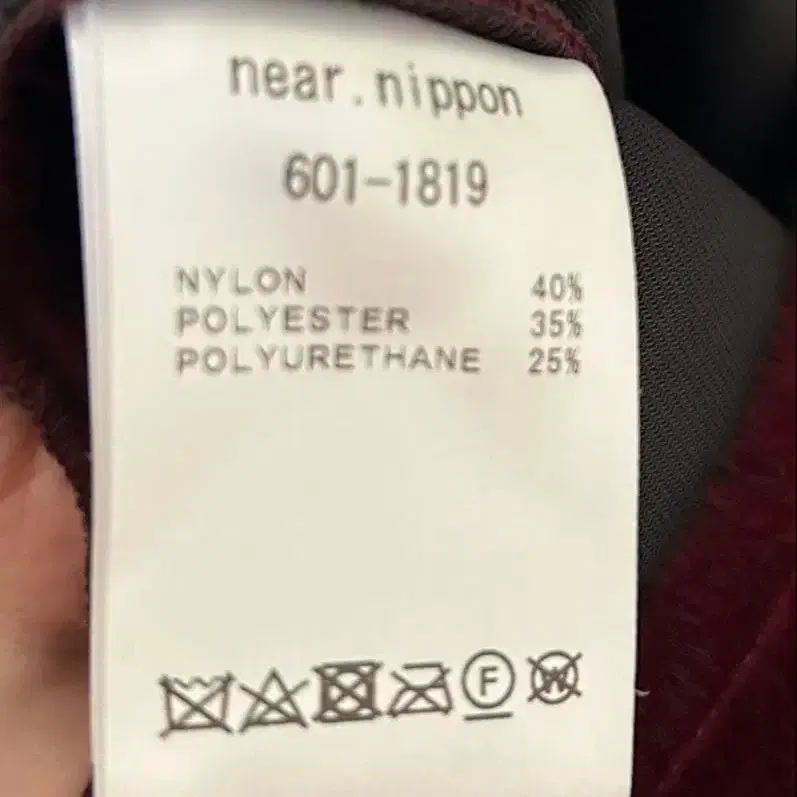 near.nippon
601-1819
NYLON 40%
POLYESTER 35%
POLYURETHANE 25%
F W